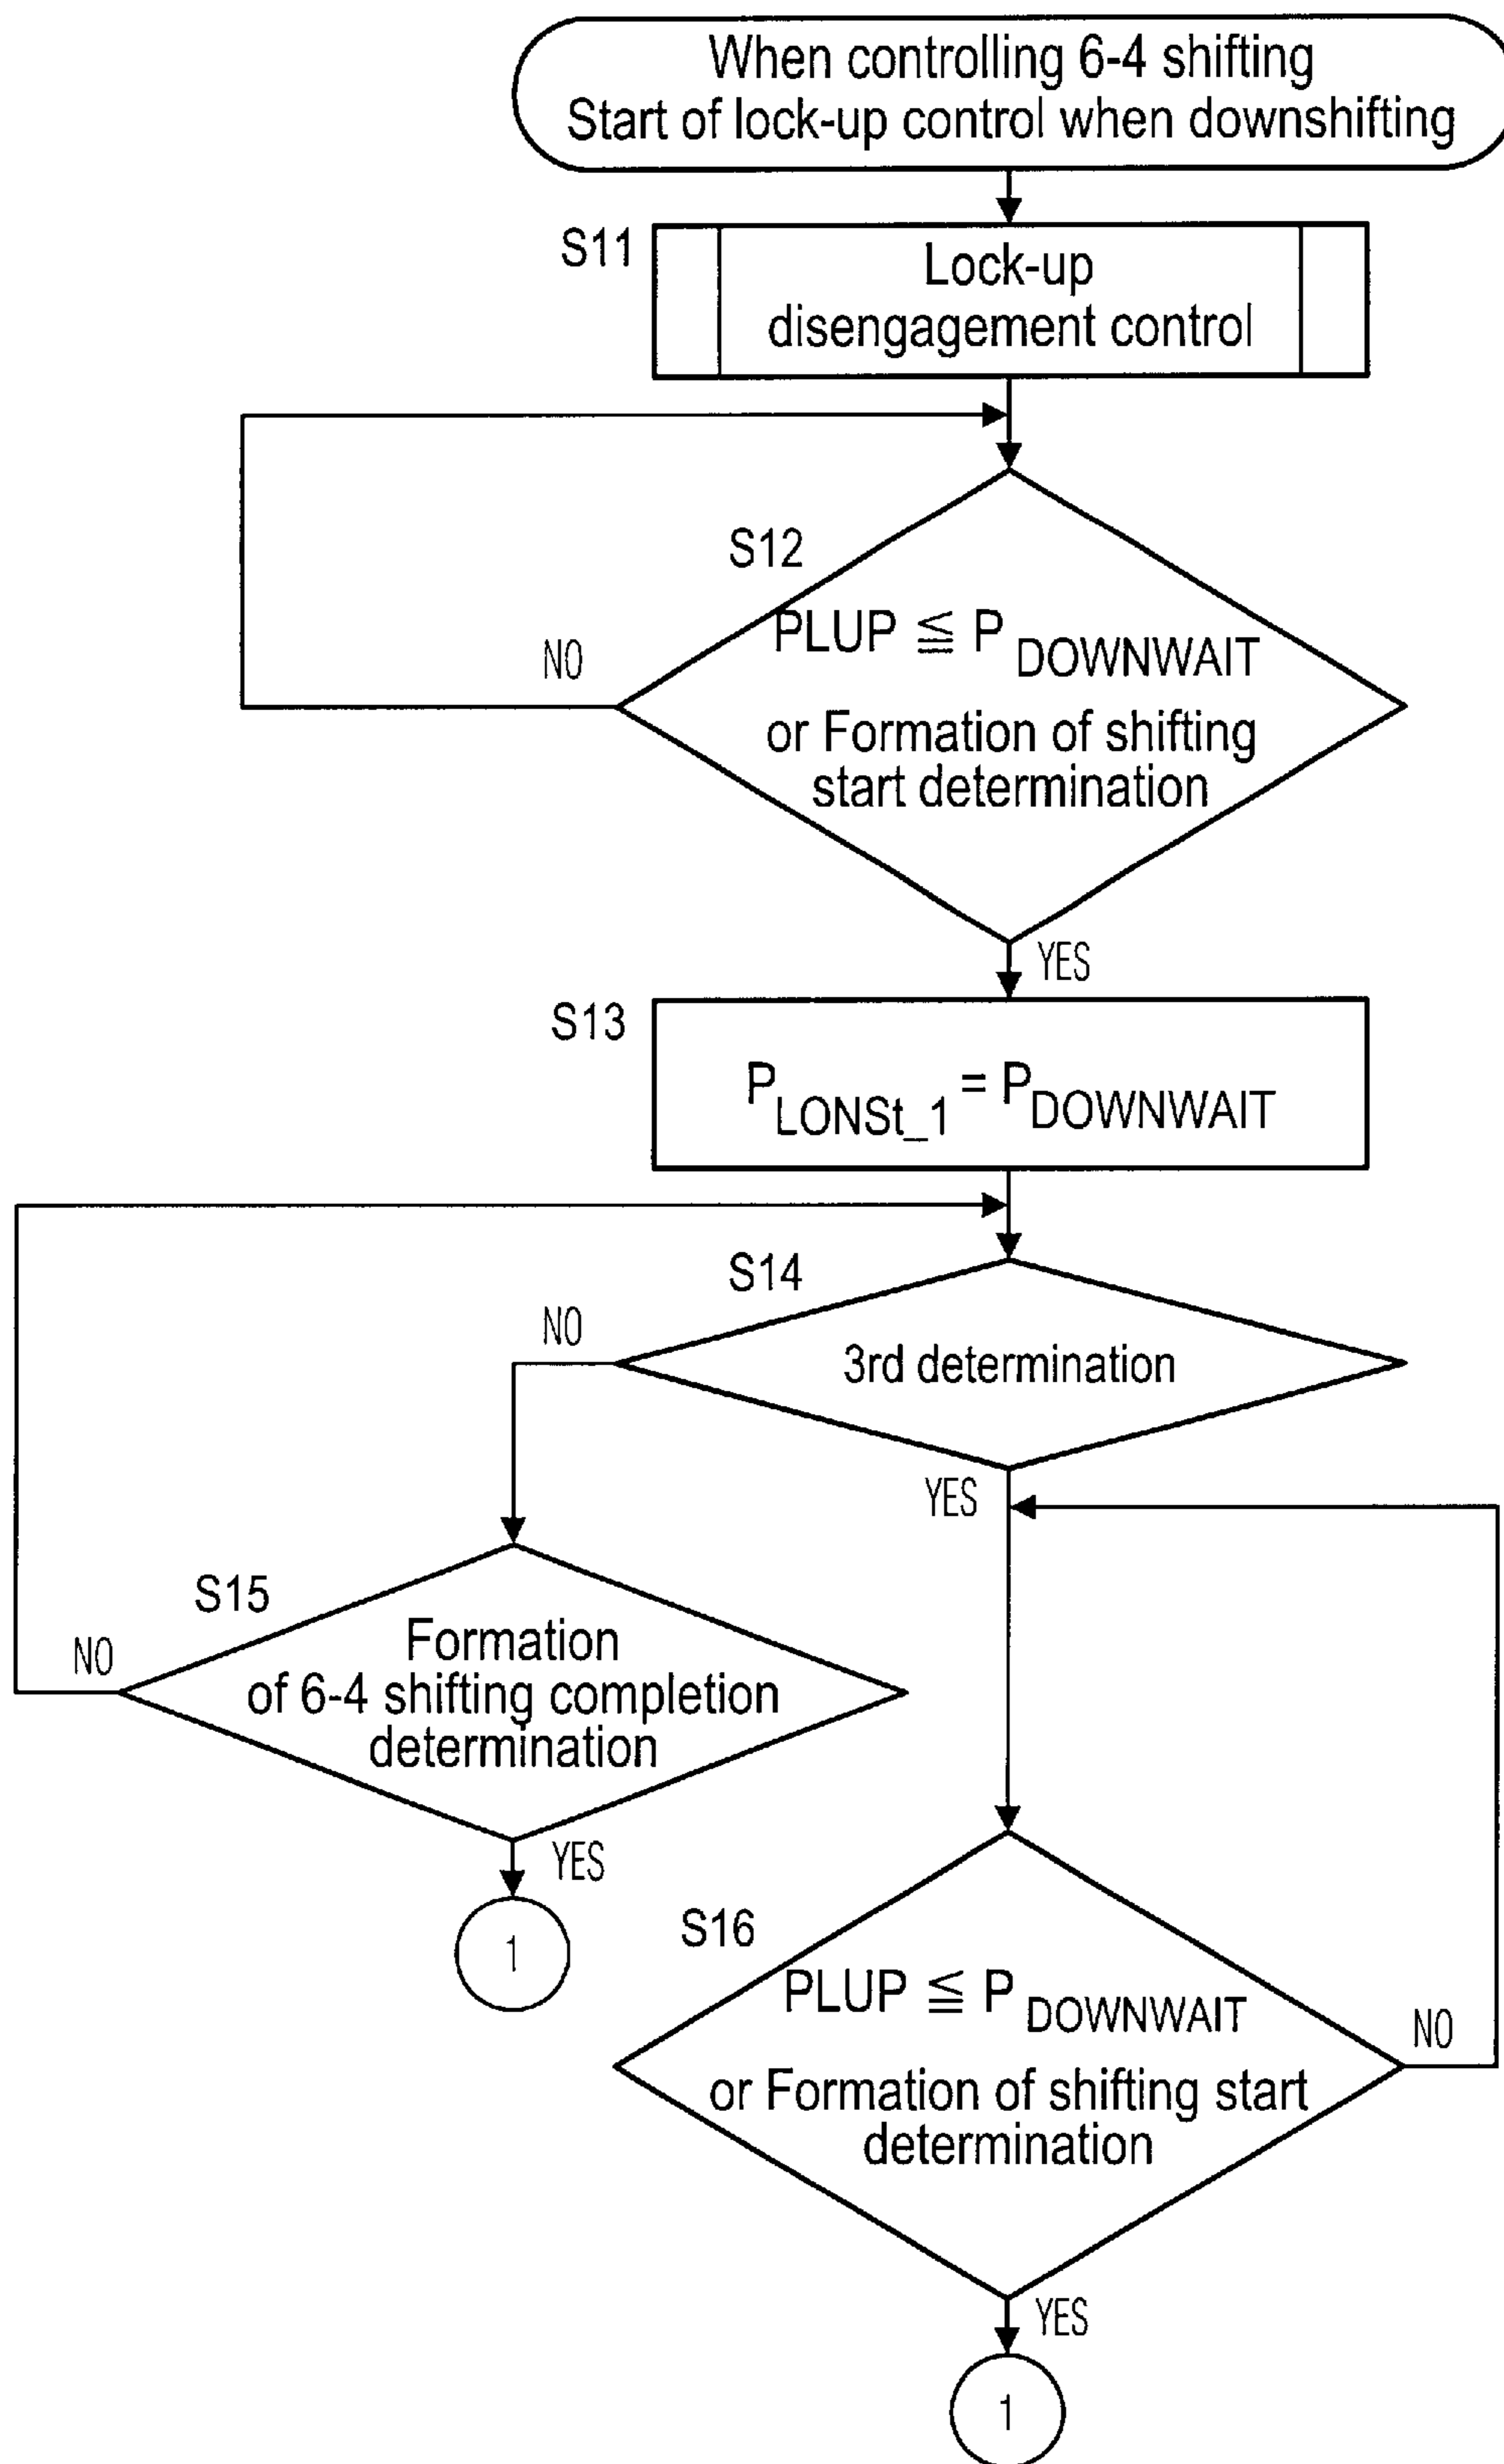 When controlling 6-4 shifting
Start of lock-up control when downshifting
S11
Lock-up
disengagement control
S12
PLUP ≦ P DOWNWAIT
NO
or Formation of shifting
start determination
YES
S13
P LONSt_1 = P DOWNWAIT
S14
NO
3rd determination
YES
S15
Formation
NO
of 6-4 shifting completion
determination
YES
1
S16
PLUP ≦ P DOWNWAIT
NO
or Formation of shifting start
determination
YES
1